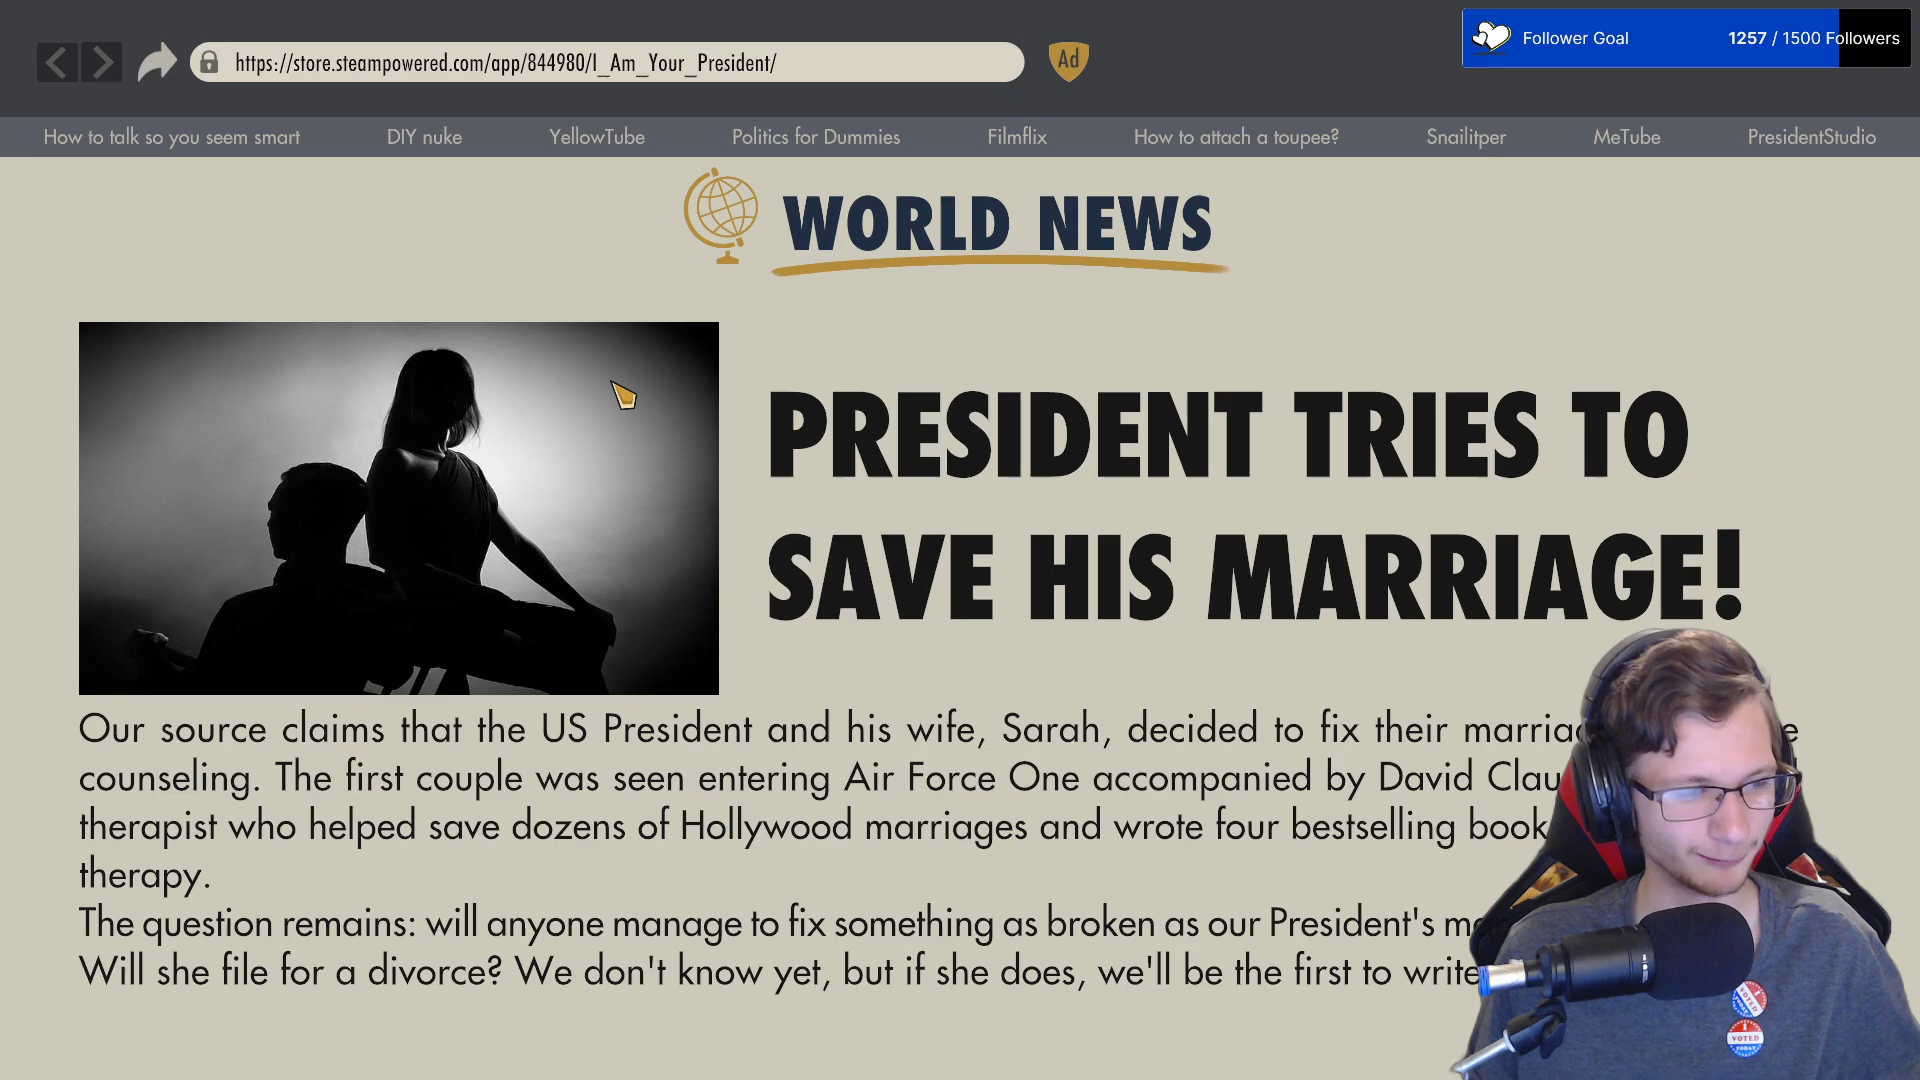 https://store.steampowered.com/app/844980/I_Am_Your_President/
Ad
Follower Goal
1257 / 1500 Followers
How to talk so you seem smart
DIY nuke
YellowTube
Politics for Dummies
Filmflix
How to attach a toupee?
Snailitper
MeTube
PresidentStudio
WORLD NEWS
PRESIDENT TRIES TO
SAVE HIS MARRIAGE!
Our source claims that the US President and his wife, Sarah, decided to fix their
counseling. The first couple was seen entering Air Force One accompanied by David
therapist who helped save dozens of Hollywood marriages and wrote four bestselling
therapy.
The question remains: will anyone manage to fix something as broken as our President's
Will she file for a divorce? We don't know yet, but if she does, we'll be the first to write
I VOTED TODAY
I VOTED TODAY